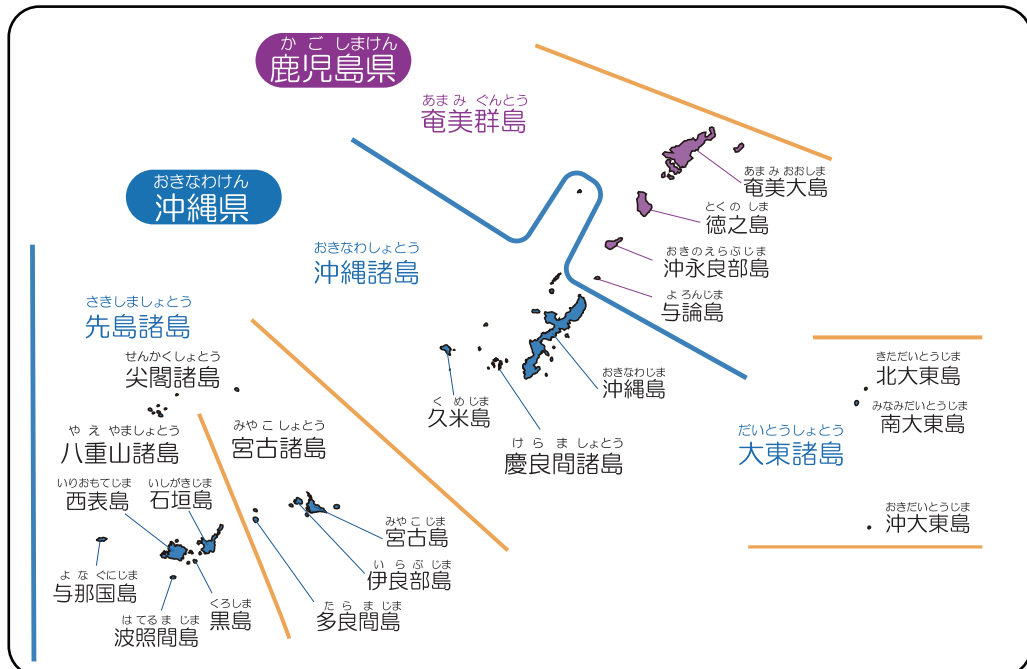 かごしまけん
鹿児島県
あまみぐんとう
奄美群島
あまみおおしま
奄美大島
おきなわけん
沖縄県
とくのしま
徳之島
おきなわしょとう
沖縄諸島
おきのえらぶじま
沖永良部島
よろんじま
与論島
さきしましょとう
先島諸島
せんかくしょとう
尖閣諸島
おきなわじま
沖縄島
くめじま
久米島
きただいとうじま
北大東島
みなみだいとうじま
南大東島
みやこしょとう
宮古諸島
けらましょとう
慶良間諸島
だいとうしょとう
大東諸島
やえやましょとう
八重山諸島
いりおもてじま
西表島
いしがきじま
石垣島
おきだいとうじま
沖大東島
みやこじま
宮古島
いらぶじま
伊良部島
よなぐにじま
与那国島
くろしま
黒島
たらまじま
多良間島
はてるまじま
波照間島